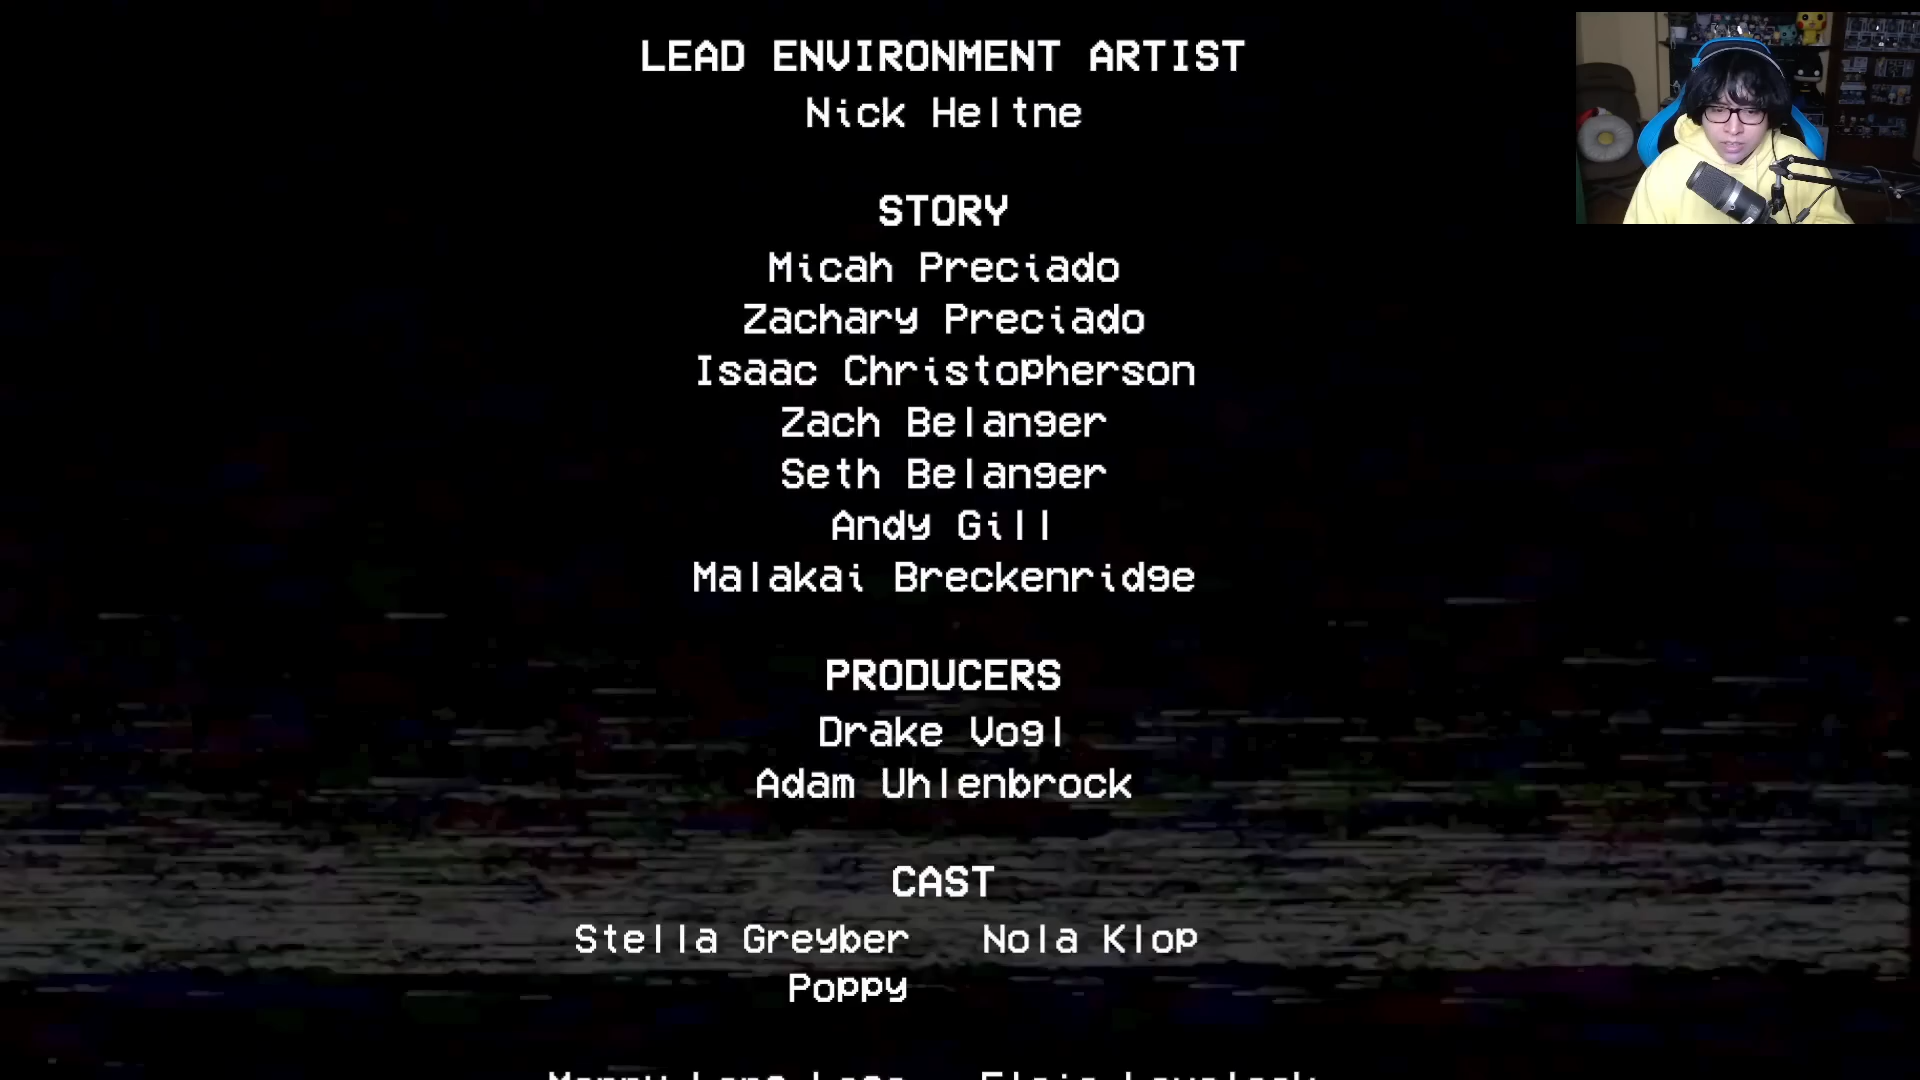 LEAD ENVIRONMENT ARTIST
Nick Heltne
STORY
Micah Preciado
Zachary Preciado
Isaac Christopherson
Zach Belanger
Seth Belanger
Andy Gill
Malakai Breckenridge
PRODUCERS
Drake Vogl
Adam Uhlenbrock
CAST
Stella Greyber Nola Klop
Poppy